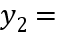 y₂ =